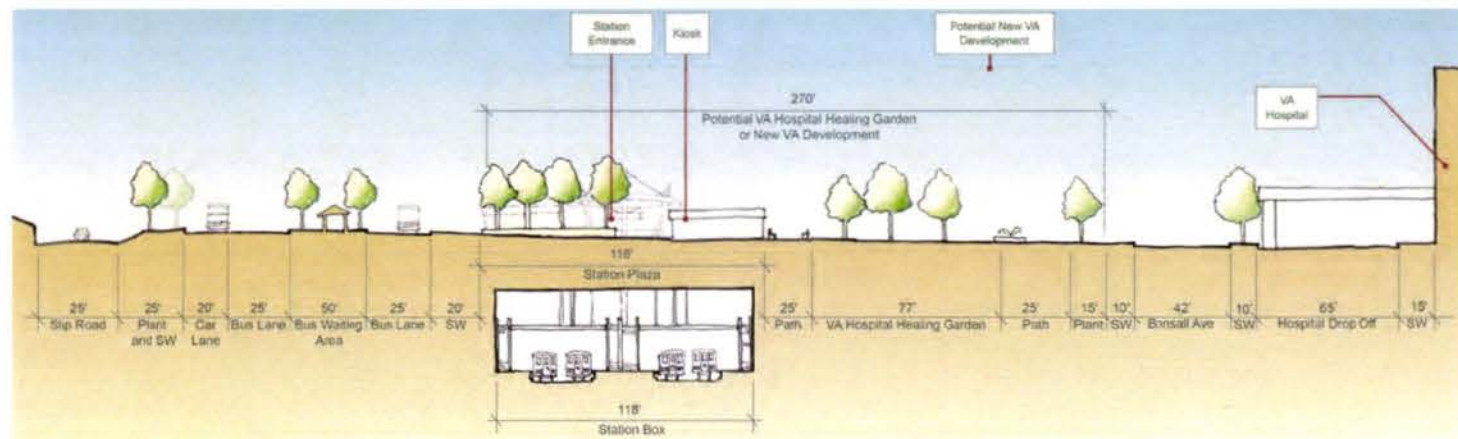 Station
Entrance
Kiosk
Potential New VA
Development
VA
Hospital
270'
Potential VA Hospital Healing Garden
or New VA Development
118'
Station Plaza
25'
Slip Road
25'
Plant
and SW
20'
Car
Lane
25'
Bus Lane
50'
Bus Waiting
Area
25'
Bus Lane
20'
SW
25'
Path
77'
VA Hospital Healing Garden
25'
Path
15'
Plant
10'
SW
42'
Bonsall Ave
10'
SW
65'
Hospital Drop Off
15'
SW
118'
Station Box